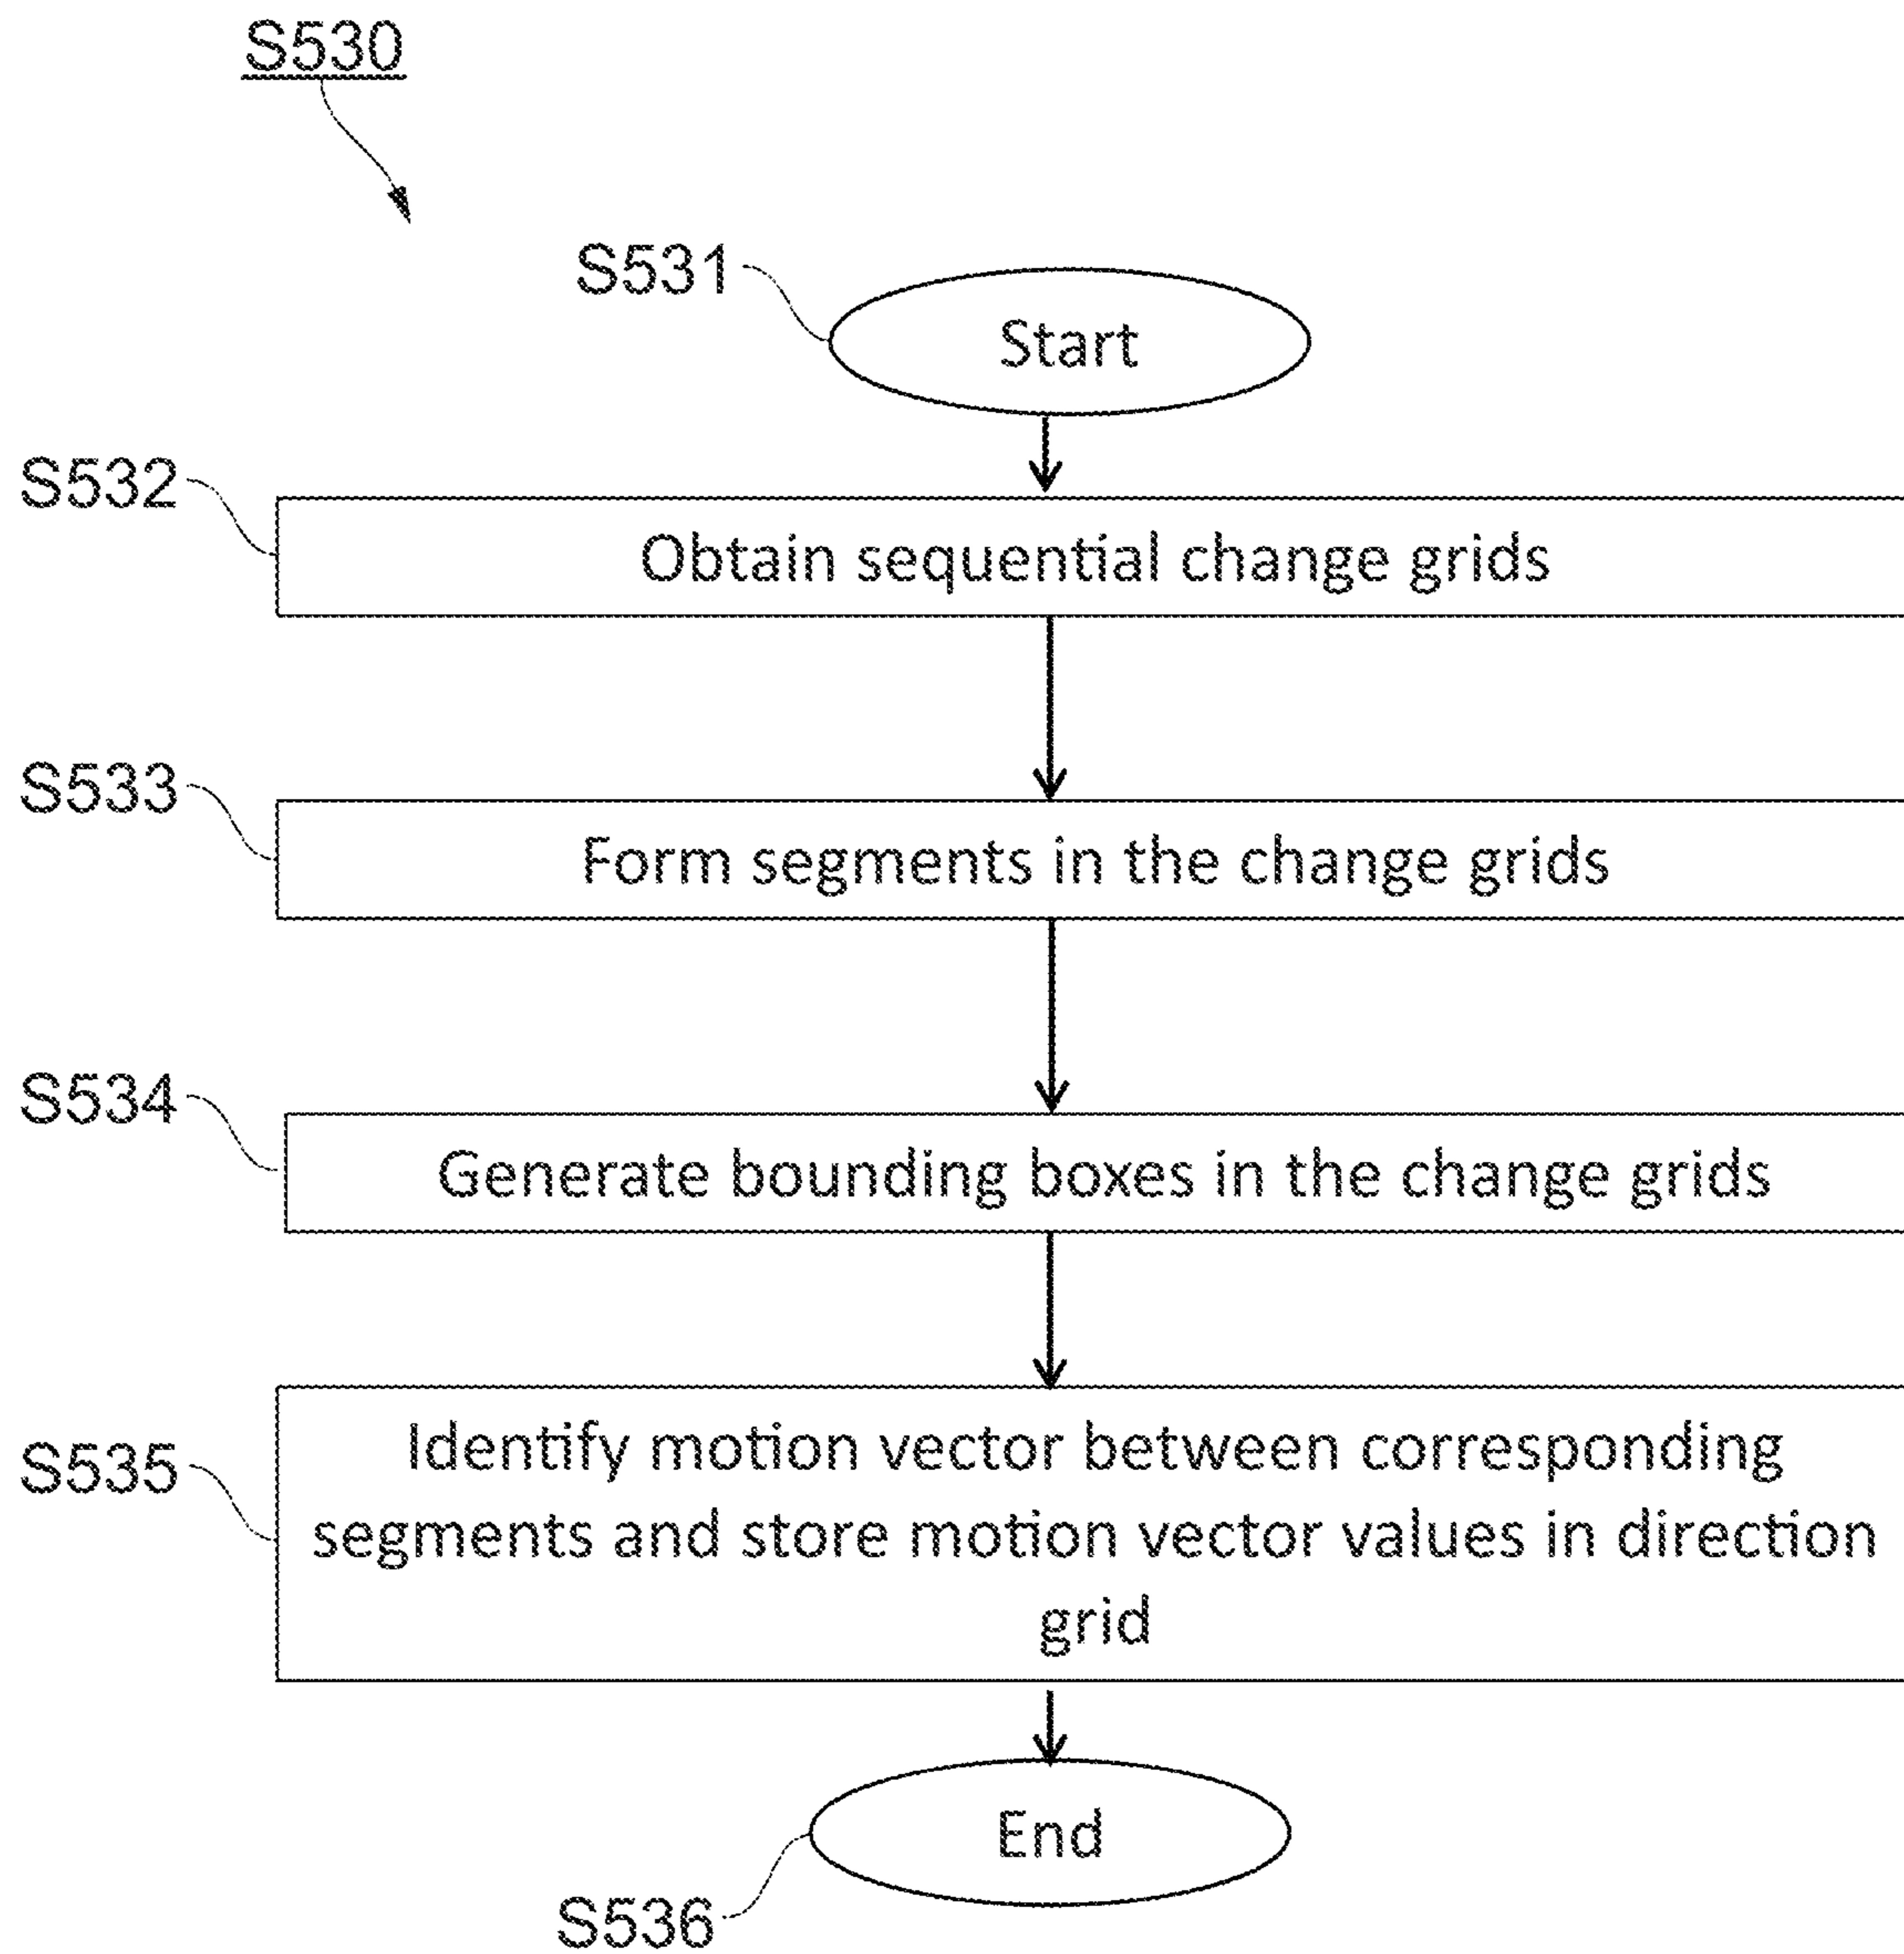 S530
S531
Start
S532
Obtain sequential change grids
S533
Form segments in the change grids
S534
Generate bounding boxes in the change grids
S535
Identify motion vector between corresponding
segments and store motion vector values in direction
grid
End
S536